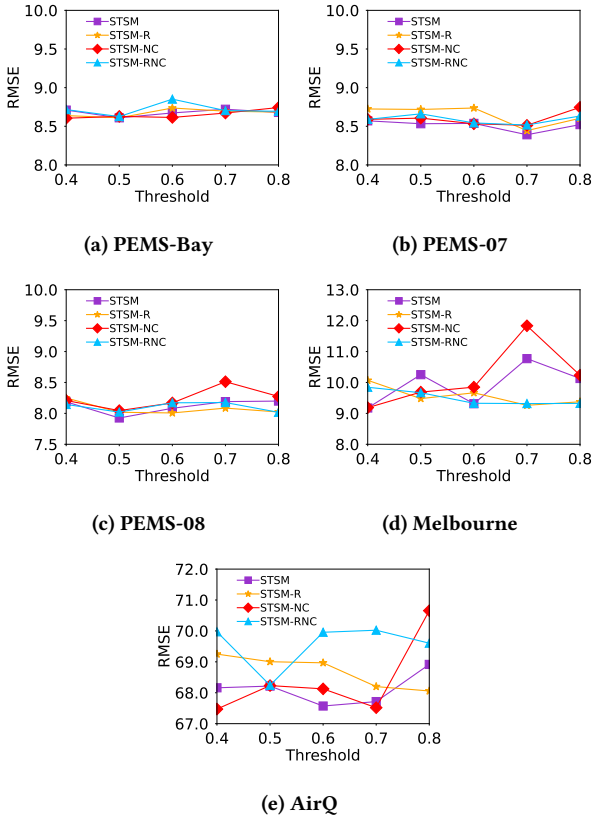 10.0
9.5
9.0
8.5
8.0
RMSE
STSM
STSM-R
STSM-NC
STSM-RNC
0.4 0.5 0.6 0.7 0.8
Threshold
(a) PEMS-Bay
10.0
9.5
9.0
8.5
8.0
RMSE
STSM
STSM-R
STSM-NC
STSM-RNC
0.4 0.5 0.6 0.7 0.8
Threshold
(b) PEMS-07
10.0
9.5
9.0
8.5
8.0
7.5
RMSE
STSM
STSM-R
STSM-NC
STSM-RNC
0.4 0.5 0.6 0.7 0.8
Threshold
(c) PEMS-08
13.0
12.0
11.0
10.0
9.0
8.0
RMSE
STSM
STSM-R
STSM-NC
STSM-RNC
0.4 0.5 0.6 0.7 0.8
Threshold
(d) Melbourne
72.0
71.0
70.0
69.0
68.0
67.0
RMSE
STSM
STSM-R
STSM-NC
STSM-RNC
0.4 0.5 0.6 0.7 0.8
Threshold
(e) AirQ